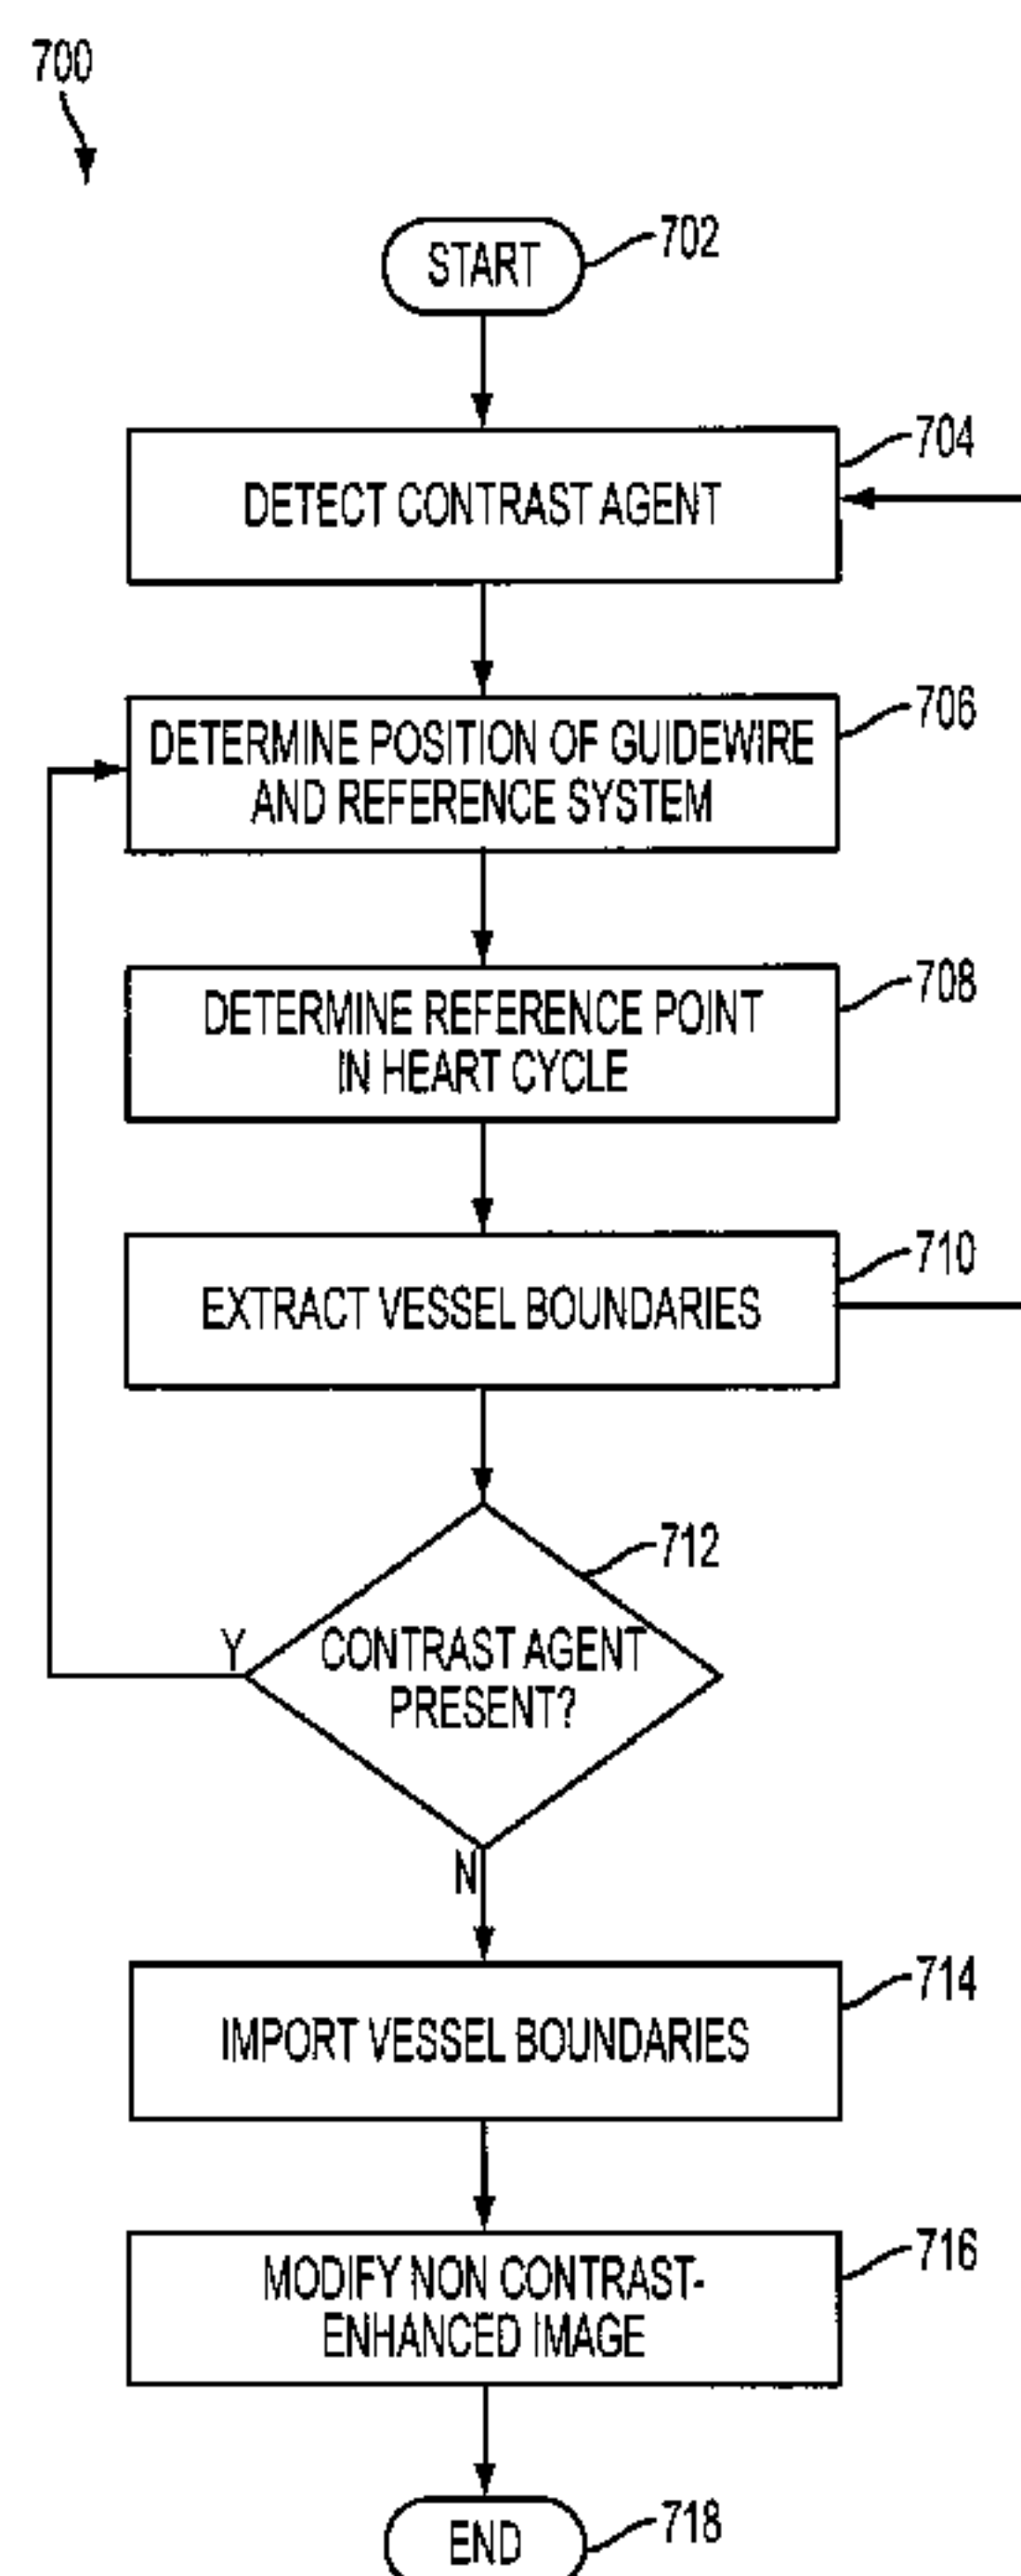 700
START
702
704
DETECT CONTRAST AGENT
706
DETERMINE POSITION OF GUIDEWIRE
AND REFERENCE SYSTEM
708
DETERMINE REFERENCE POINT
IN HEART CYCLE
710
EXTRACT VESSEL BOUNDARIES
712
Y
CONTRAST AGENT
PRESENT?
N
714
IMPORT VESSEL BOUNDARIES
716
MODIFY NON CONTRAST-
ENHANCED IMAGE
718
END